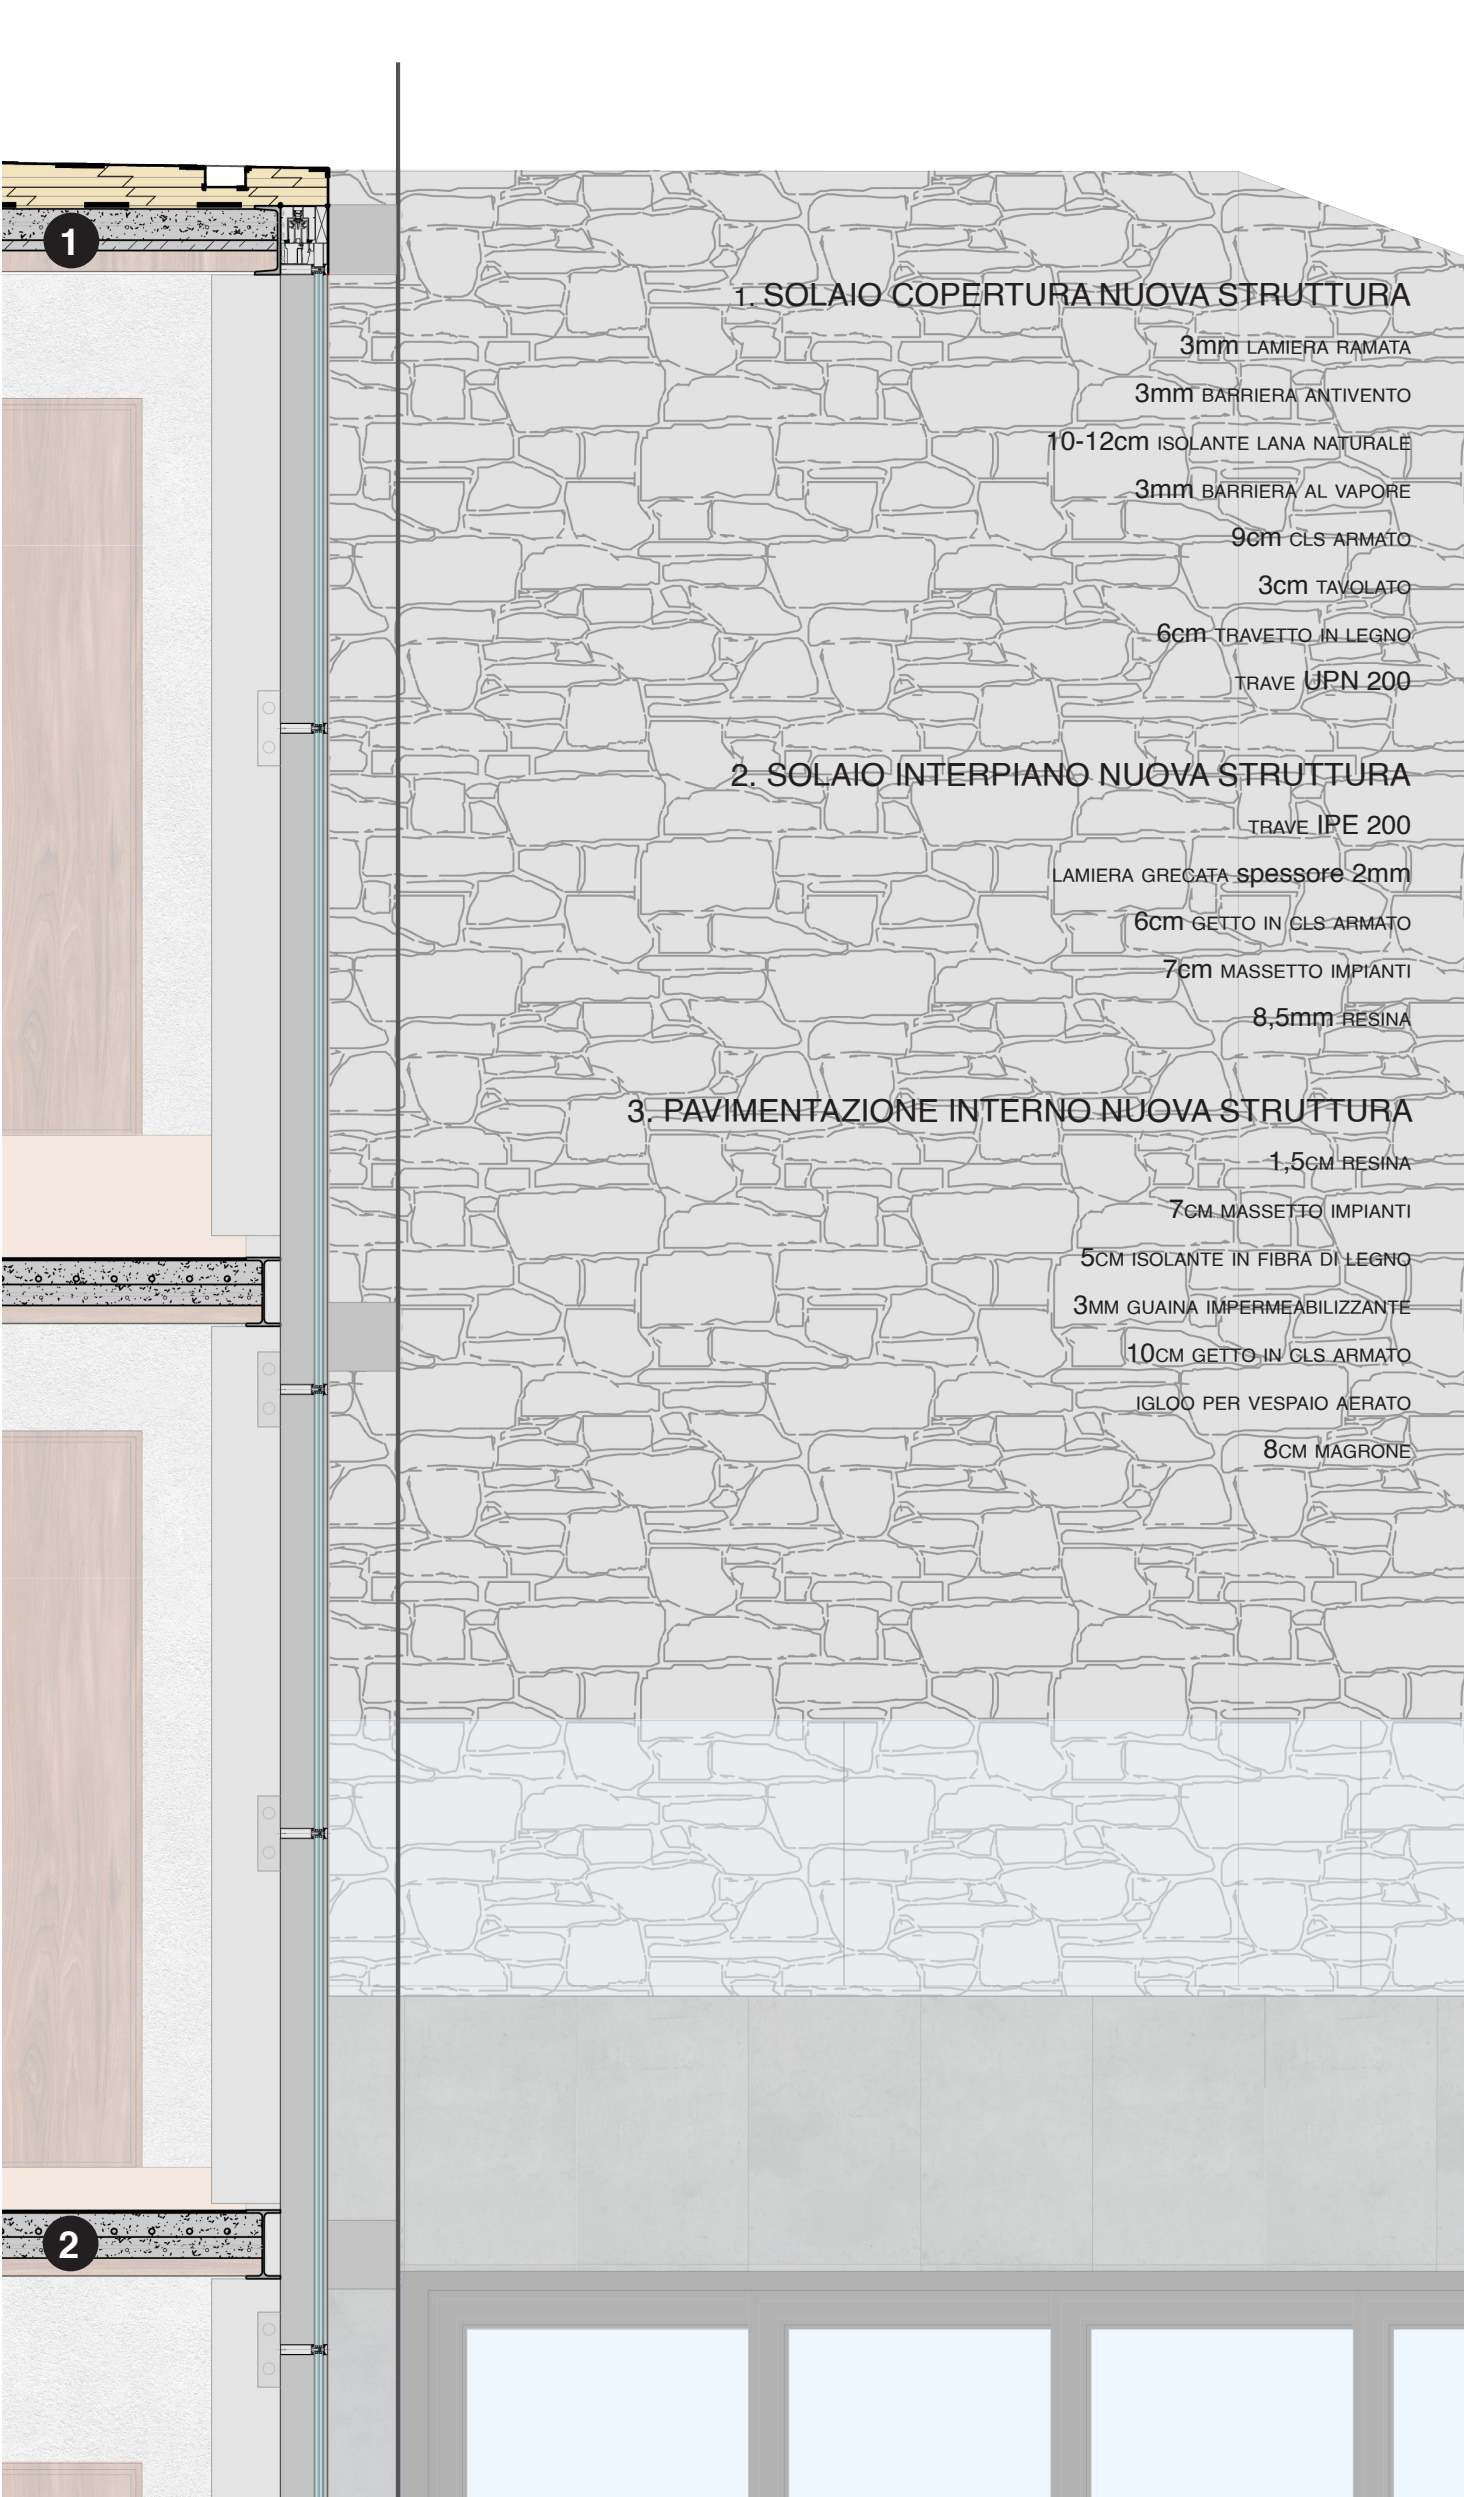 1
1. SOLAIO COPERTURA NUOVA STRUTTURA
3mm LAMIERA RAMATA
3mm BARRIERA ANTIVENTO
10-12cm ISOLANTE LANA NATURALE
3mm BARRIERA AL VAPORE
9cm CLS ARMATO
3cm TAVOLATO
6cm TRAVETTO IN LEGNO
TRAVE UPN 200
2. SOLAIO INTERPIANO NUOVA STRUTTURA
TRAVE IPE 200
LAMIERA GRECATA spessore 2mm
6cm GETTO IN CLS ARMATO
7cm MASSETTO IMPIANTI
8,5mm RESINA
3. PAVIMENTAZIONE INTERNO NUOVA STRUTTURA
1,5CM RESINA
7CM MASSETTO IMPIANTI
5CM ISOLANTE IN FIBRA DI LEGNO
3MM GUAINA IMPERMEABILIZZANTE
10CM GETTO IN CLS ARMATO
IGLOO PER VESPAIO AERATO
8CM MAGRONE
2